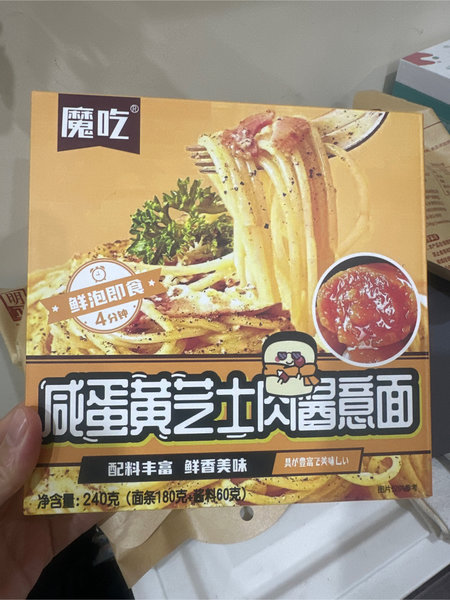 魔吃®
鲜泡即食
4分钟
咸蛋黄芝士肉酱意面
配料丰富 鲜香美味
具が豊富で美味しい
净含量: 240克 (面条180克+酱料60克)
图片仅供参考
明